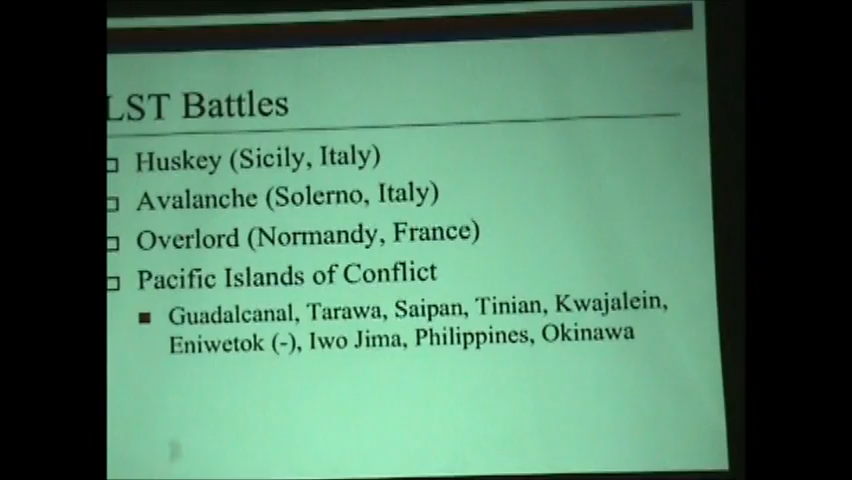 LST Battles
Huskey (Sicily, Italy)
Avalanche (Solerno, Italy)
Overlord (Normandy, France)
Pacific Islands of Conflict
Guadalcanal, Tarawa, Saipan, Tinian, Kwajalein,
Eniwetok (-), Iwo Jima, Philippines, Okinawa